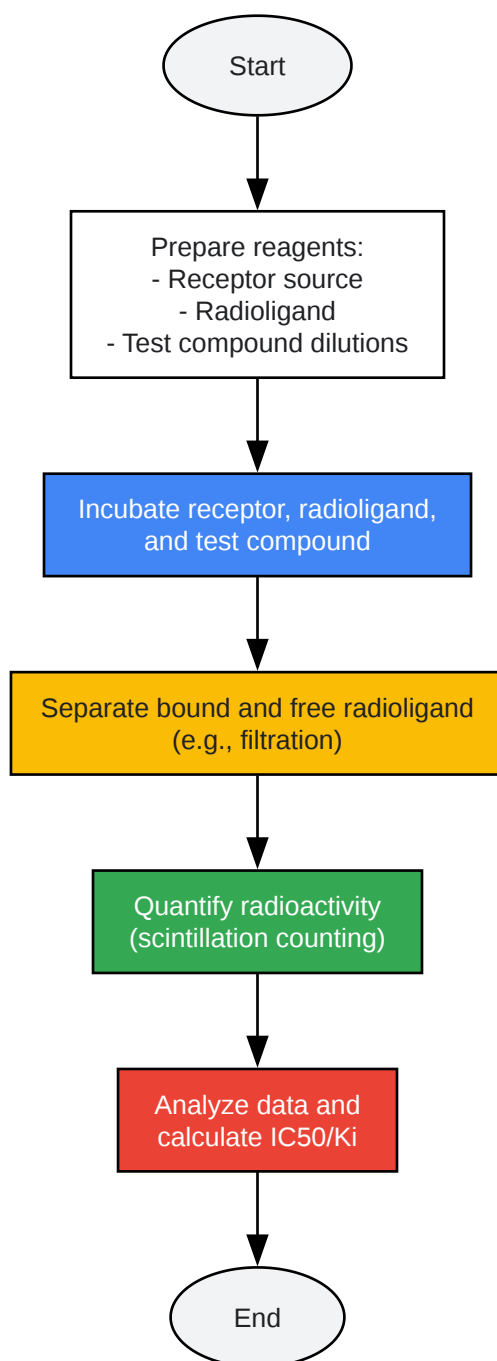 Start
Prepare reagents:
- Receptor source
- Radioligand
- Test compound dilutions
Incubate receptor, radioligand,
and test compound
Separate bound and free radioligand
(e.g., filtration)
Quantify radioactivity
(scintillation counting)
Analyze data and
calculate IC50/Ki
End